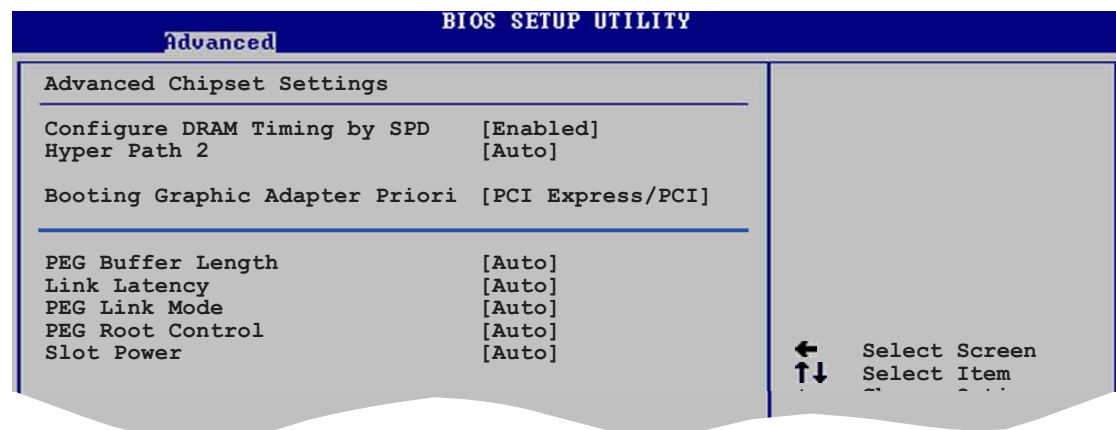 BIOS SETUP UTILITY
Advanced
Advanced Chipset Settings
Configure DRAM Timing by SPD [Enabled]
Hyper Path 2 [Auto]
Booting Graphic Adapter Priori [PCI Express/PCI]
PEG Buffer Length [Auto]
Link Latency [Auto]
PEG Link Mode [Auto]
PEG Root Control [Auto]
Slot Power [Auto]
← Select Screen
↑↓ Select Item